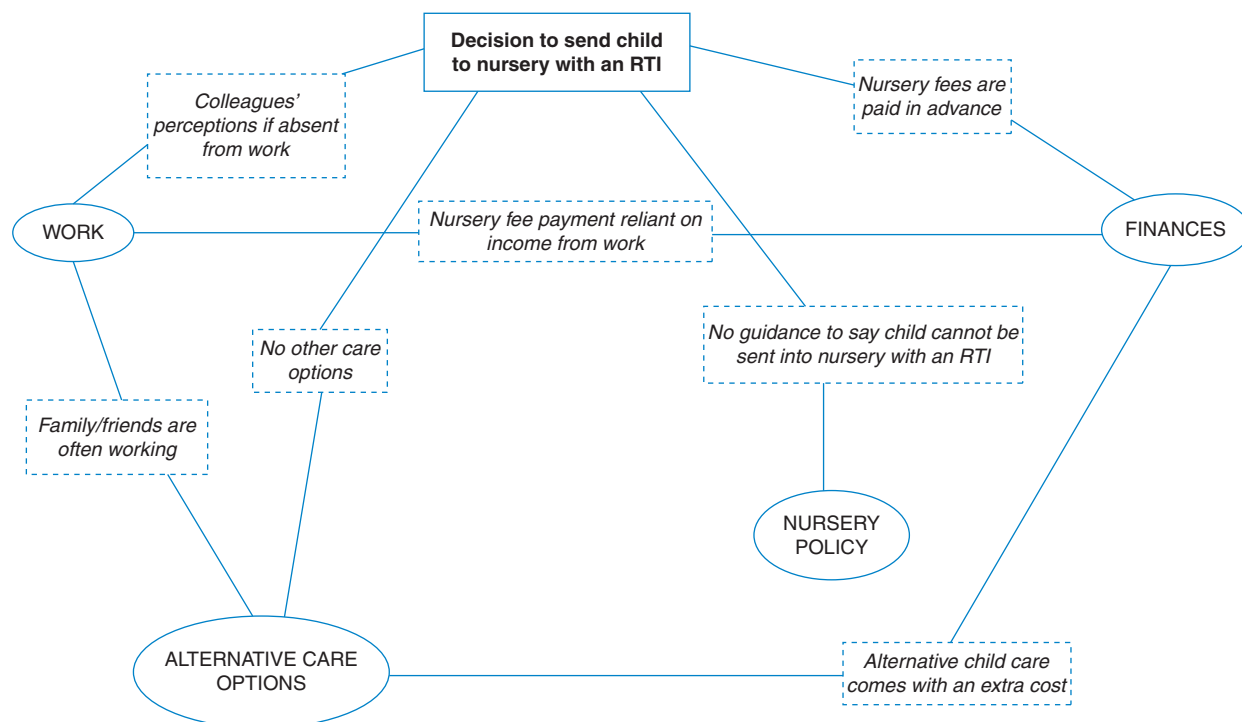 Decision to send child
to nursery with an RTI
Colleagues’
perceptions if absent
from work
Nursery fees are
paid in advance
WORK
Nursery fee payment reliant on
income from work
FINANCES
No other care
options
No guidance to say child cannot be
sent into nursery with an RTI
Family/friends are
often working
NURSERY
POLICY
ALTERNATIVE CARE
OPTIONS
Alternative child care
comes with an extra cost